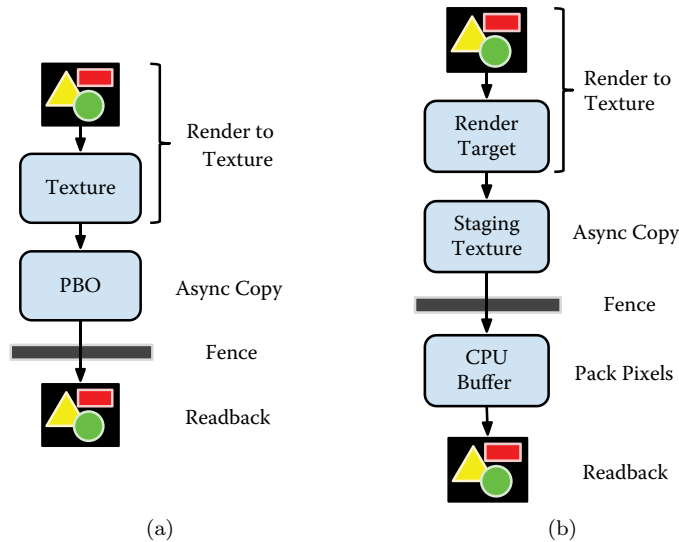 Render to
Texture
Texture
PBO
Async Copy
Fence
Readback
(a)
Render to
Texture
Render
Target
Staging
Texture
Async Copy
Fence
CPU
Buffer
Pack Pixels
Readback
(b)